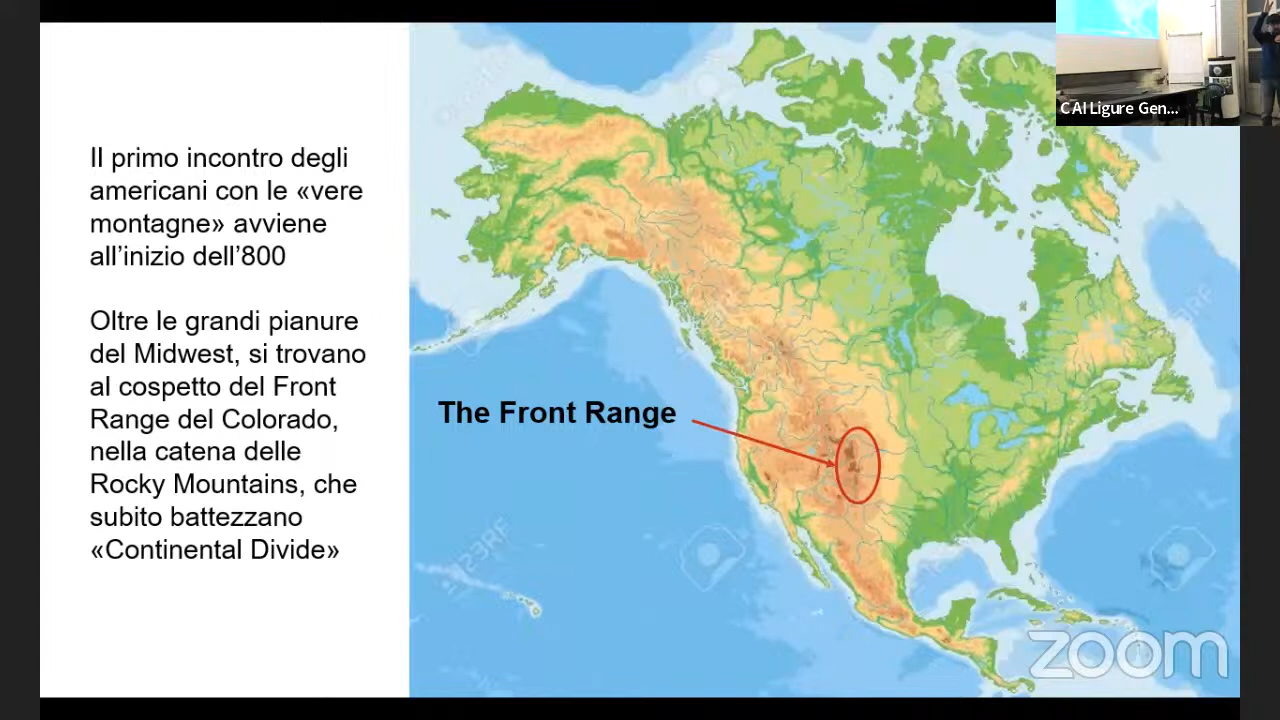 Il primo incontro degli
americani con le «vere
montagne» avviene
all'inizio dell'800
Oltre le grandi pianure
del Midwest, si trovano
al cospetto del Front
Range del Colorado,
nella catena delle
Rocky Mountains, che
subito battezzano
«Continental Divide»
The Front Range
CAI Ligure Gen...
zoom